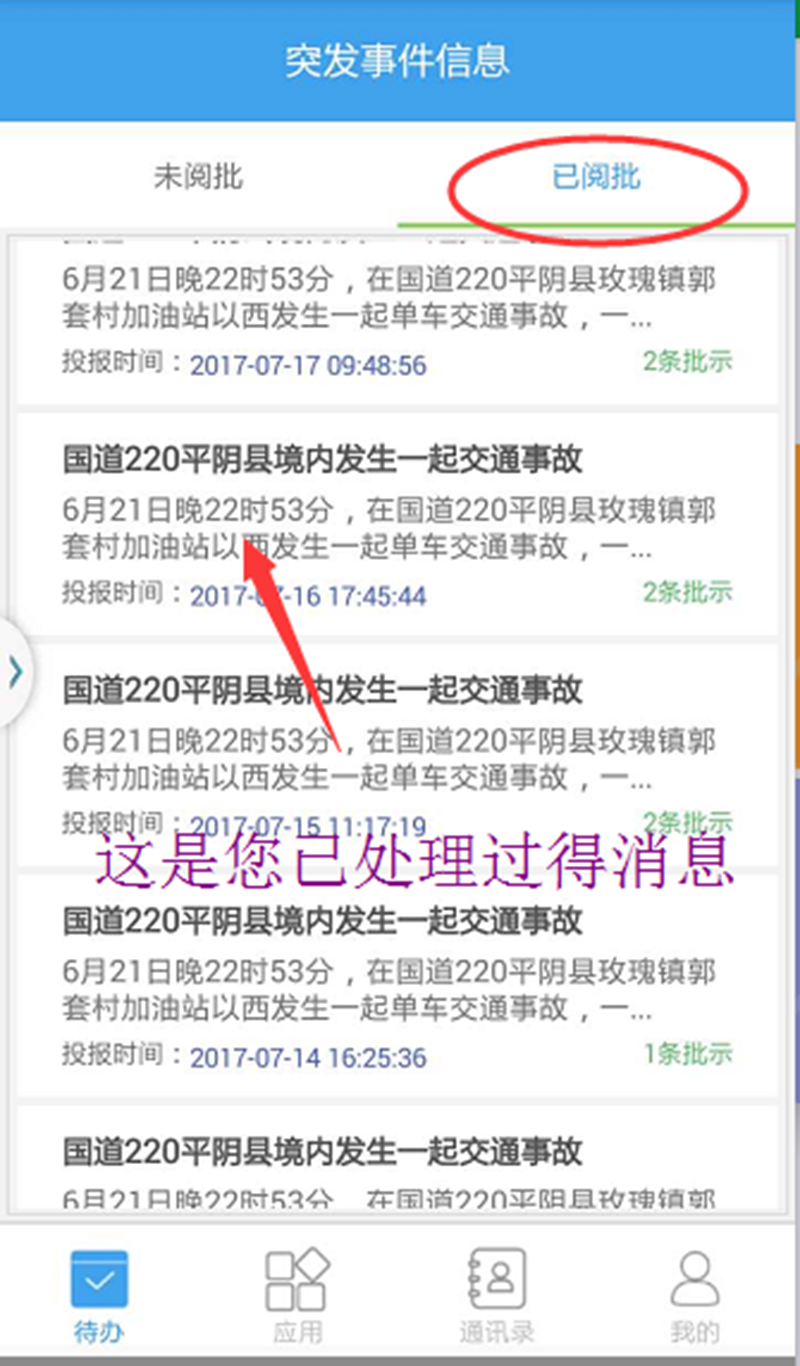 突发事件信息
未阅批
已阅批
6月21日晚22时53分，在国道220平阴县玫瑰镇郭
套村加油站以西发生一起单车交通事故，一...
投报时间：2017-07-17 09:48:56
2条批示
国道220平阴县境内发生一起交通事故
6月21日晚22时53分，在国道220平阴县玫瑰镇郭
套村加油站以西发生一起单车交通事故，一...
投报时间：2017-07-16 17:45:44
2条批示
国道220平阴县境内发生一起交通事故
6月21日晚22时53分，在国道220平阴县玫瑰镇郭
套村加油站以西发生一起单车交通事故，一...
投报时间：2017-07-15 11:17:19
2条批示
这是您已处理过得消息
国道220平阴县境内发生一起交通事故
6月21日晚22时53分，在国道220平阴县玫瑰镇郭
套村加油站以西发生一起单车交通事故，一...
投报时间：2017-07-14 16:25:36
1条批示
国道220平阴县境内发生一起交通事故
6月21日晚22时53分，在国道220平阴县玫瑰镇郭
待办
应用
通讯录
我的